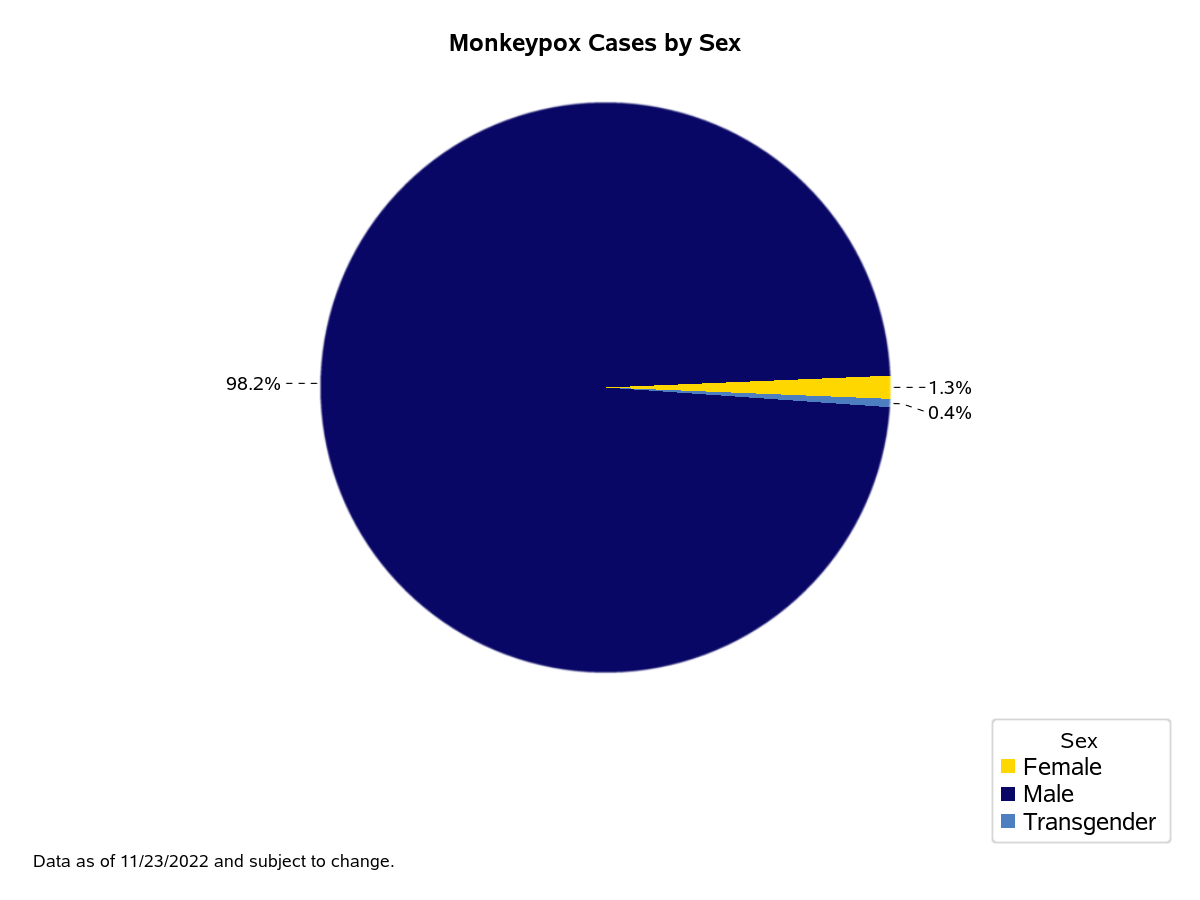 Monkeypox Cases by Sex
98.2%
1.3%
0.4%
Sex
Female
Male
Transgender
Data as of 11/23/2022 and subject to change.